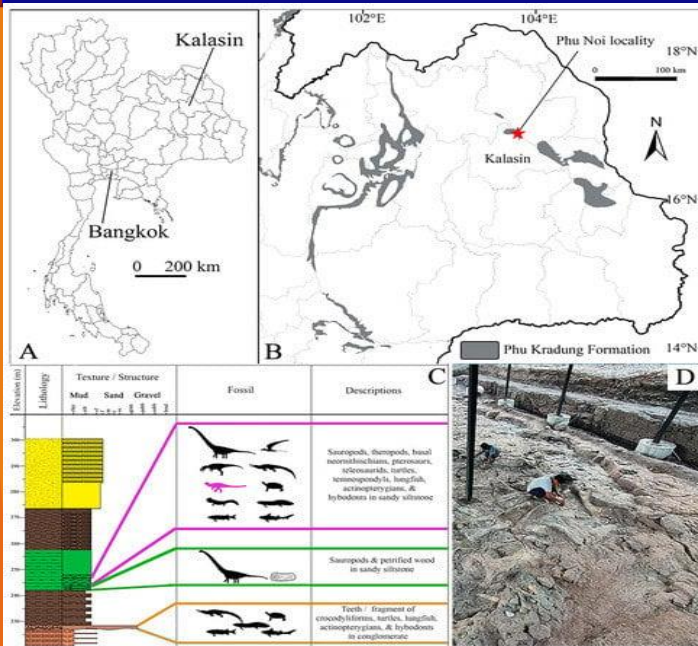 Kalasin
Bangkok
0 200 km
A
102°E
104°E
Phu Noi locality
18°N
0 100 km
N
Kalasin
16°N
14°N
Phu Kradung Formation
B
C
D
Elevation (m)
Lithology
Texture / Structure
Mud Sand Gravel
Fossil
Descriptions
Sauropods, theropods, basal
neornithischians, pterosaurs,
teleosaurids, turtles,
temnospondyls, lungfish,
actinopterygians, &
hybodonts in sandy siltstone
Sauropods & petrified wood
in sandy siltstone
Teeth / fragment of
crocodyliforms, turtles, lungfish,
actinopterygians, & hybodonts
in conglomerate